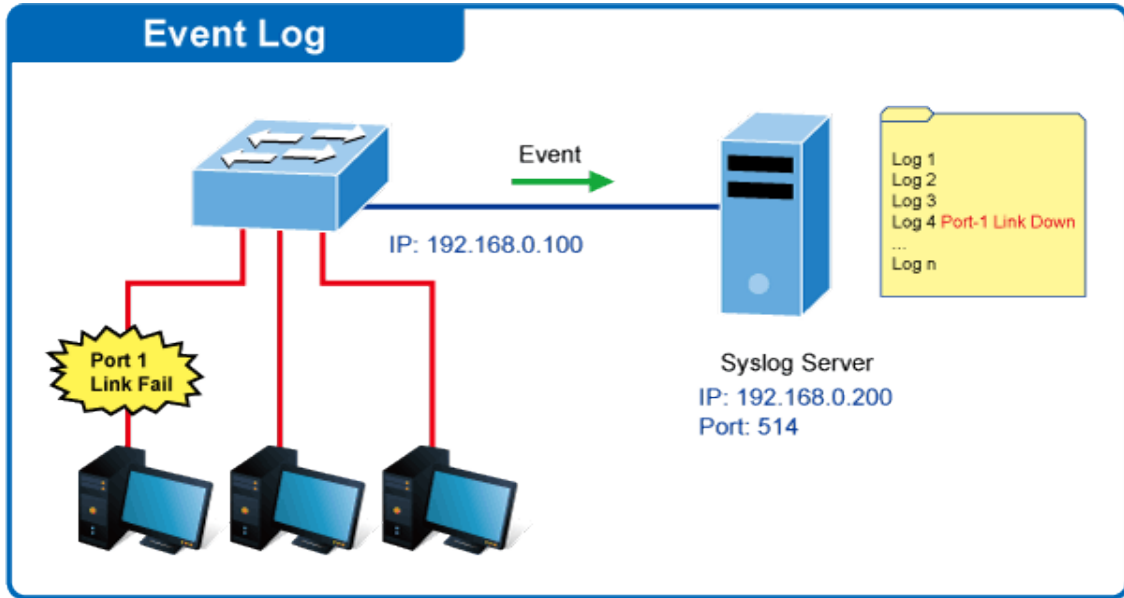 Event Log
Event
IP: 192.168.0.100
Port 1
Link Fail
Log 1
Log 2
Log 3
Log 4 Port-1 Link Down
...
Log n
Syslog Server
IP: 192.168.0.200
Port: 514